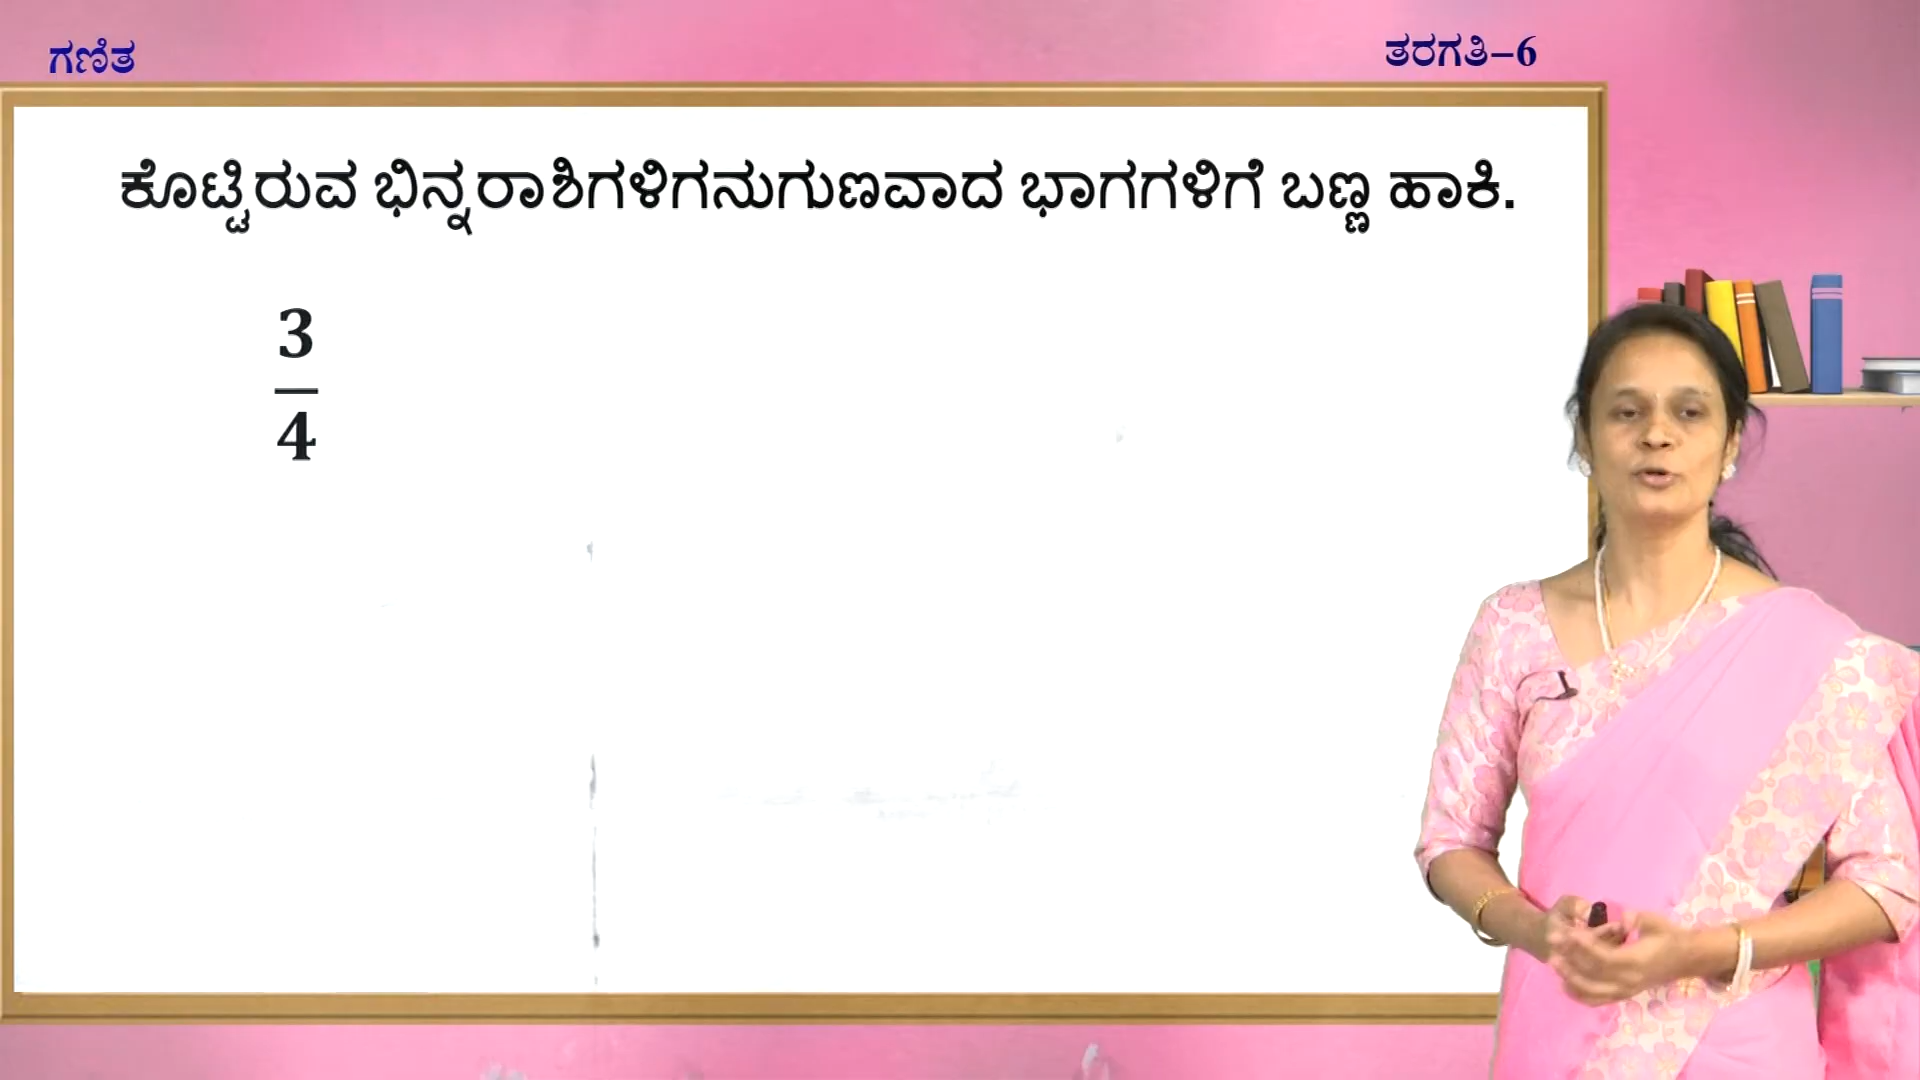 ಗಣಿತ
ತರಗತಿ–6
ಕೊಟ್ಟಿರುವ ಭಿನ್ನರಾಶಿಗಳಿಗನುಗುಣವಾದ ಭಾಗಗಳಿಗೆ ಬಣ್ಣ ಹಾಕಿ.
3
4